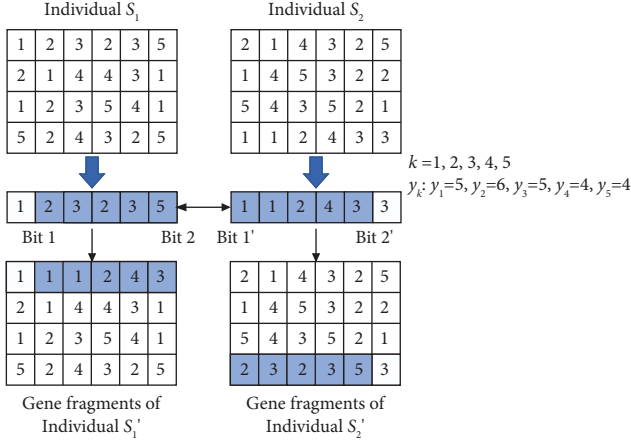 Individual S₁
Individual S₂
1 2 3 2 3 5
2 1 4 4 3 1
1 2 3 5 4 1
5 2 4 3 2 5
2 1 4 3 2 5
1 4 5 3 2 2
5 4 3 5 2 1
1 1 2 4 3 3
k =1, 2, 3, 4, 5
yₖ: y₁=5, y₂=6, y₃=5, y₄=4, y₅=4
1 2 3 2 3 5
1 1 2 4 3 3
Bit 1 Bit 2 Bit 1' Bit 2'
1 1 1 2 4 3
2 1 4 4 3 1
1 2 3 5 4 1
5 2 4 3 2 5
2 1 4 3 2 5
1 4 5 3 2 2
5 4 3 5 2 1
2 3 2 3 5 3
Gene fragments of
Individual S₁'
Gene fragments of
Individual S₂'